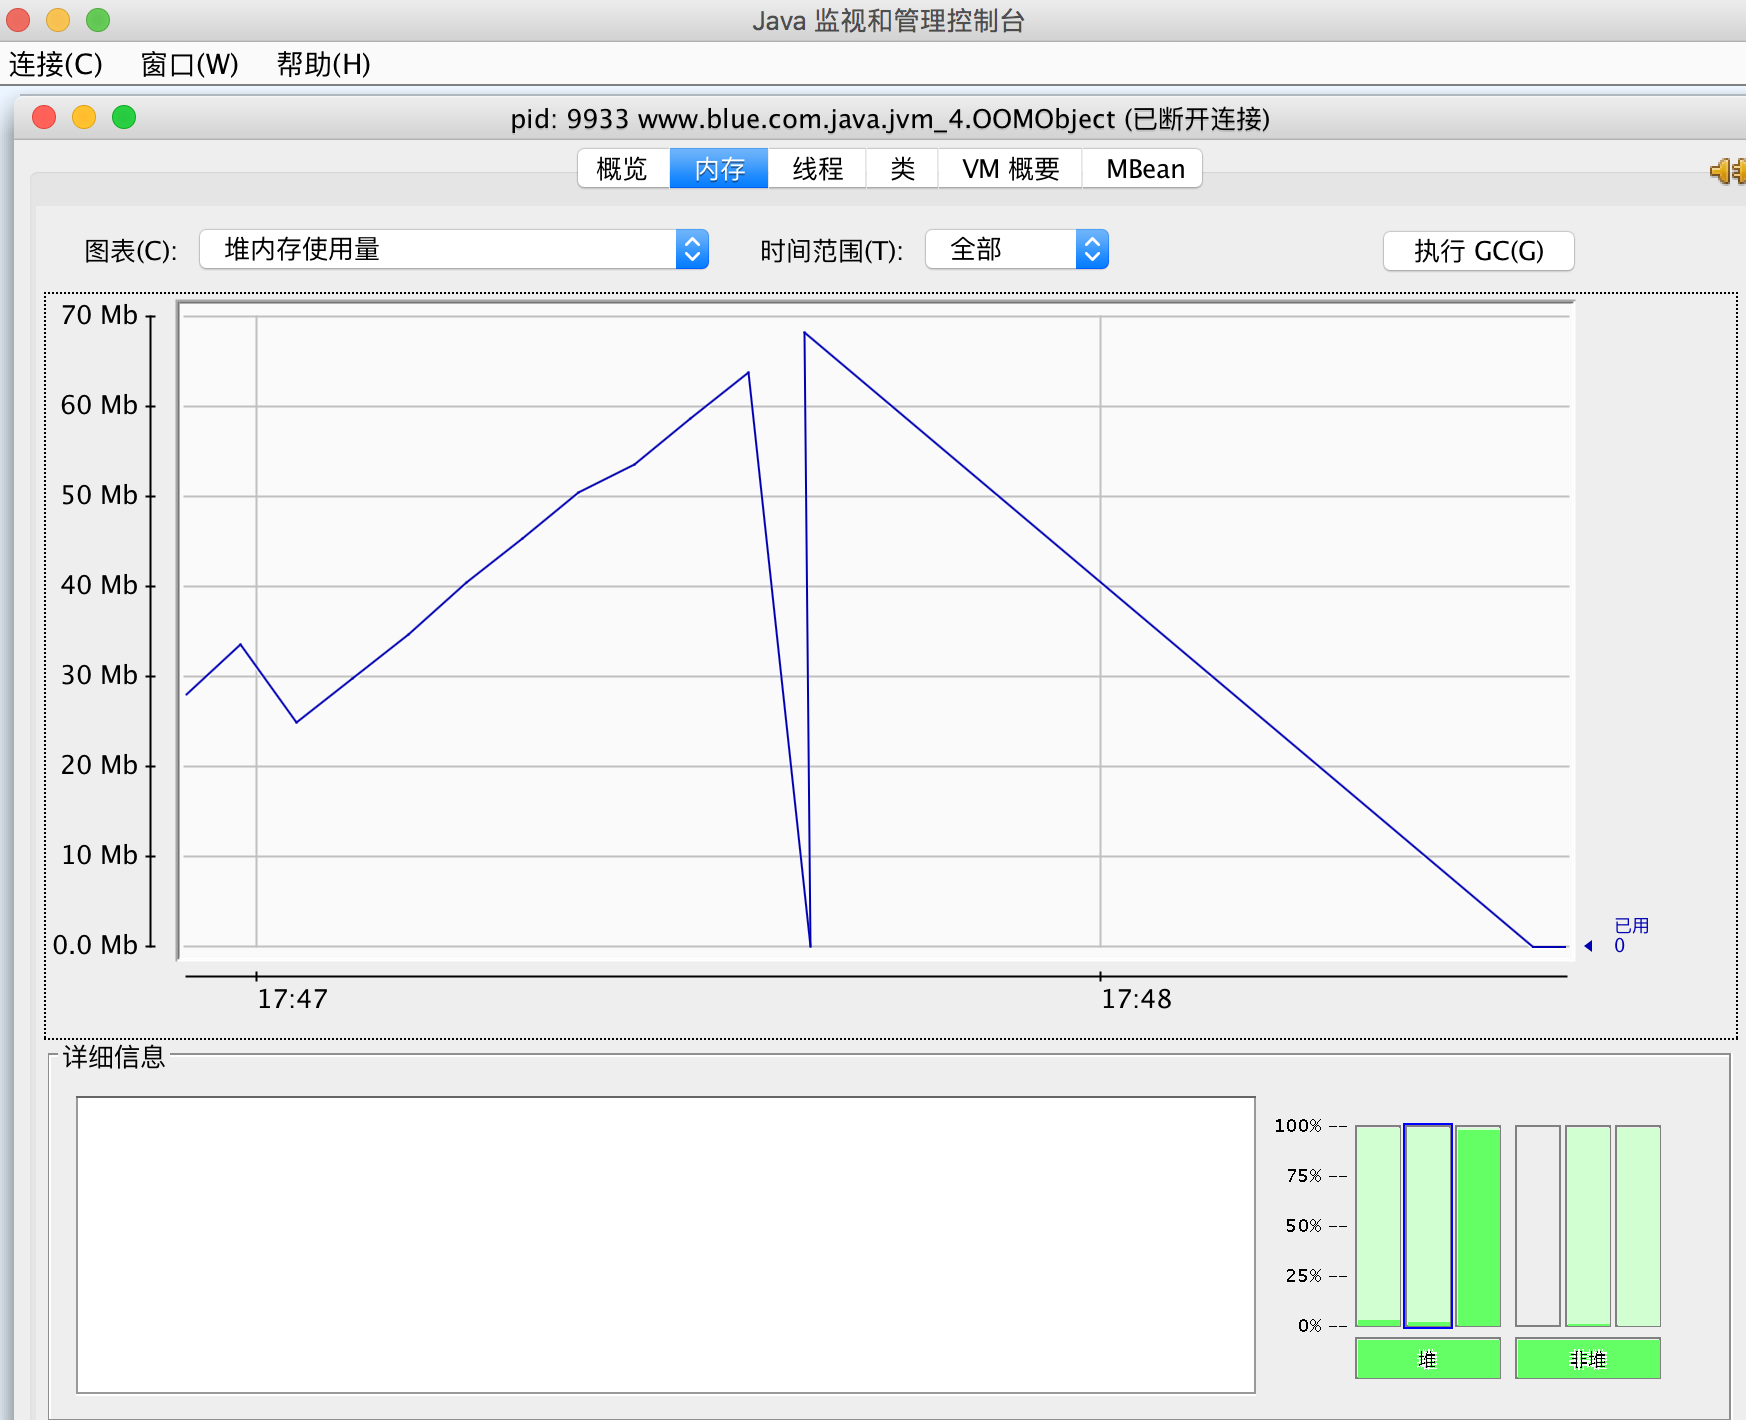 Java 监视和管理控制台
连接(C) 窗口(W) 帮助(H)
pid: 9933 www.blue.com.java.jvm_4.OOMObject (已断开连接)
概览 内存 线程 类 VM 概要 MBean
图表(C): 堆内存使用量 时间范围(T): 全部 执行 GC(G)
70 Mb
60 Mb
50 Mb
40 Mb
30 Mb
20 Mb
10 Mb
0.0 Mb
已用
0
17:47 17:48
详细信息
100% --
75% --
50% --
25% --
0% --
堆 非堆